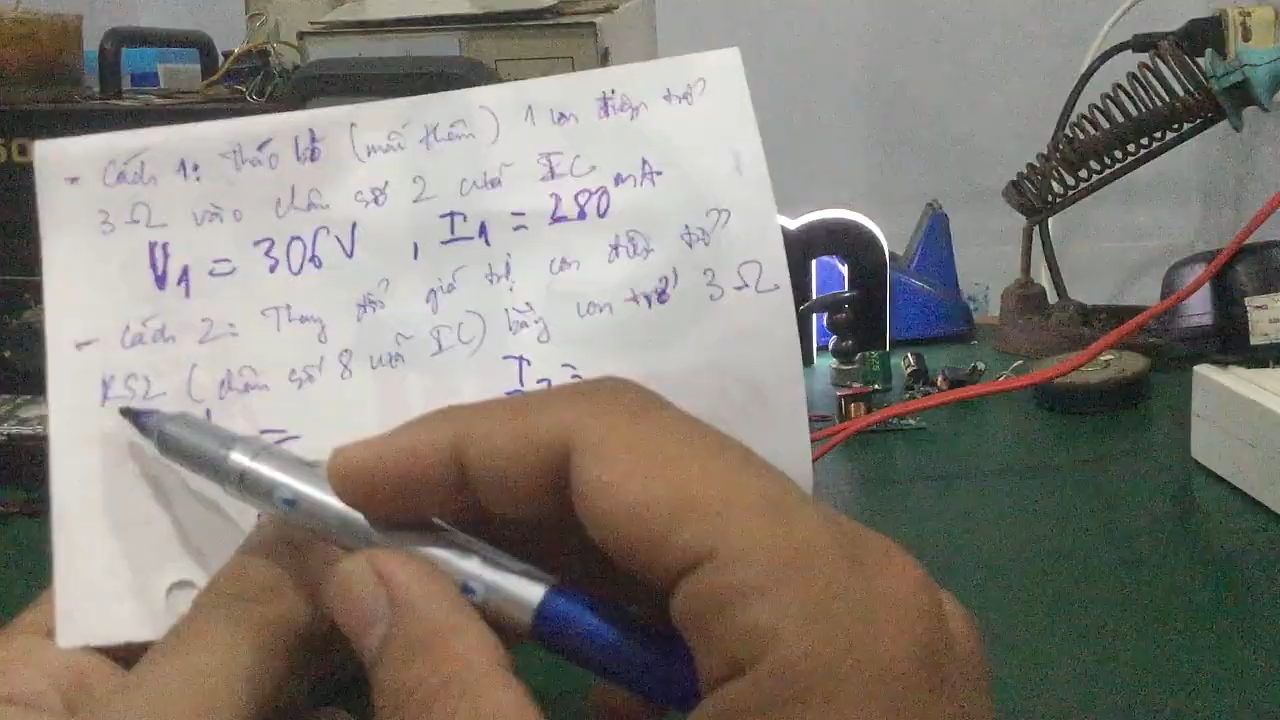 - Cách 1: Tháo bỏ (mắc thêm) 1 con điện trở
3 Ω vào chân số 2 của IC
V1 = 306V , I1 = 280 mA
- Cách 2: Thay đổi giá trị con điện trở
RS2 (chân số 8 của IC) bằng con trở 3 Ω
I2 =
=